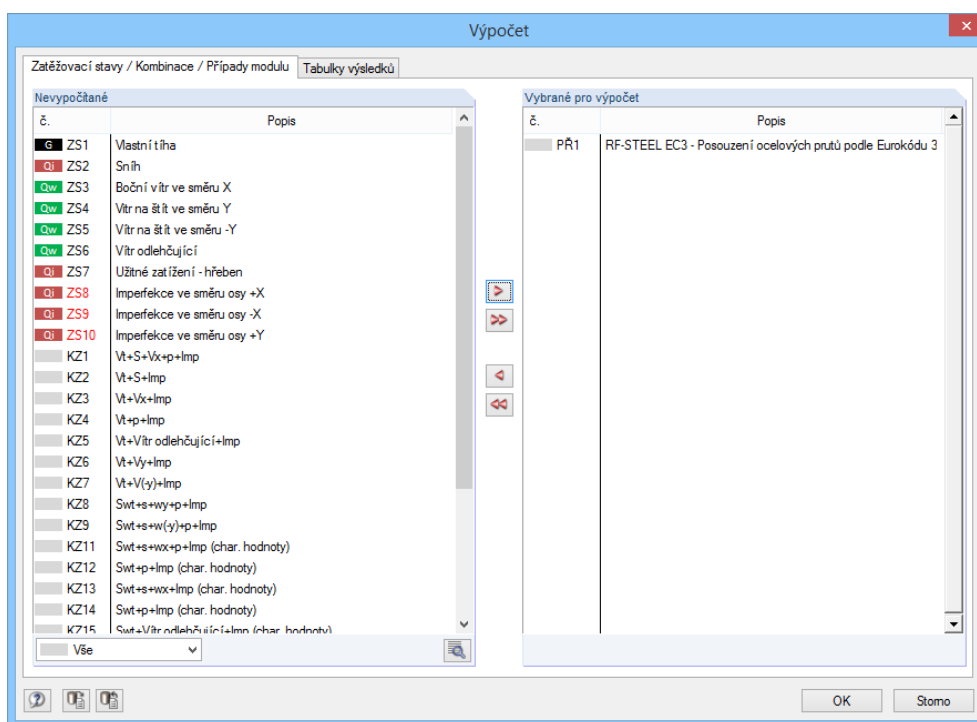 Výpočet
Zatěžovací stavy / Kombinace / Případy modulu Tabulky výsledků
Nevypočítané
č. Popis
G ZS1 Vlastní tíha
Qi ZS2 Sníh
Qw ZS3 Boční vítr ve směru X
Qw ZS4 Vitr na štít ve směru Y
Qw ZS5 Vítr na štít ve směru -Y
Qw ZS6 Vítr odlehčující
Qi ZS7 Užitné zatížení - hřeben
Qi ZS8 Imperfekce ve směru osy +X
Qi ZS9 Imperfekce ve směru osy -X
Qi ZS10 Imperfekce ve směru osy +Y
KZ1 Vt+S+Vx+p+Imp
KZ2 Vt+S+Imp
KZ3 Vt+Vx+Imp
KZ4 Vt+p+Imp
KZ5 Vt+Vítr odlehčující+Imp
KZ6 Vt+Vy+Imp
KZ7 Vt+V(-y)+Imp
KZ8 Swt+s+wy+p+Imp
KZ9 Swt+s+w(-y)+p+Imp
KZ11 Swt+s+wx+p+Imp (char. hodnoty)
KZ12 Swt+p+Imp (char. hodnoty)
KZ13 Swt+s+wx+Imp (char. hodnoty)
KZ14 Swt+p+Imp (char. hodnoty)
KZ15 Swt+Vítr odlehčující+Imp (char. hodnoty)
Vše
Vybrané pro výpočet
č. Popis
PŘ1 RF-STEEL EC3 - Posouzení ocelových prutů podle Eurokódu 3
OK Storno